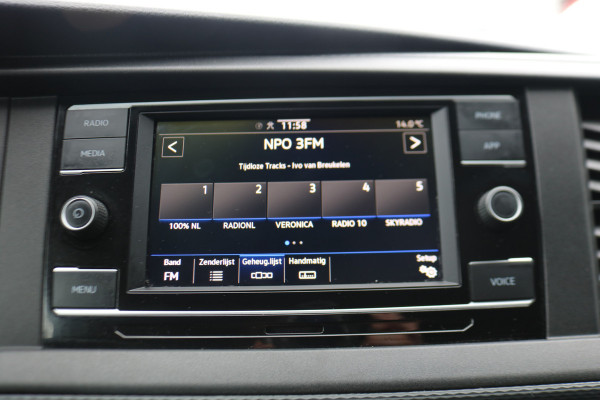 RADIO
MEDIA
MENU
PHONE
APP
VOICE
11:58
14.0°C
<
NPO 3FM
>
Tijdloze Tracks - Ivo van Breukelen
1 2 3 4 5
100% NL RADIONL VERONICA RADIO 10 SKYRADIO
Band Zenderlijst Geheug.lijst Handmatig Setup
FM